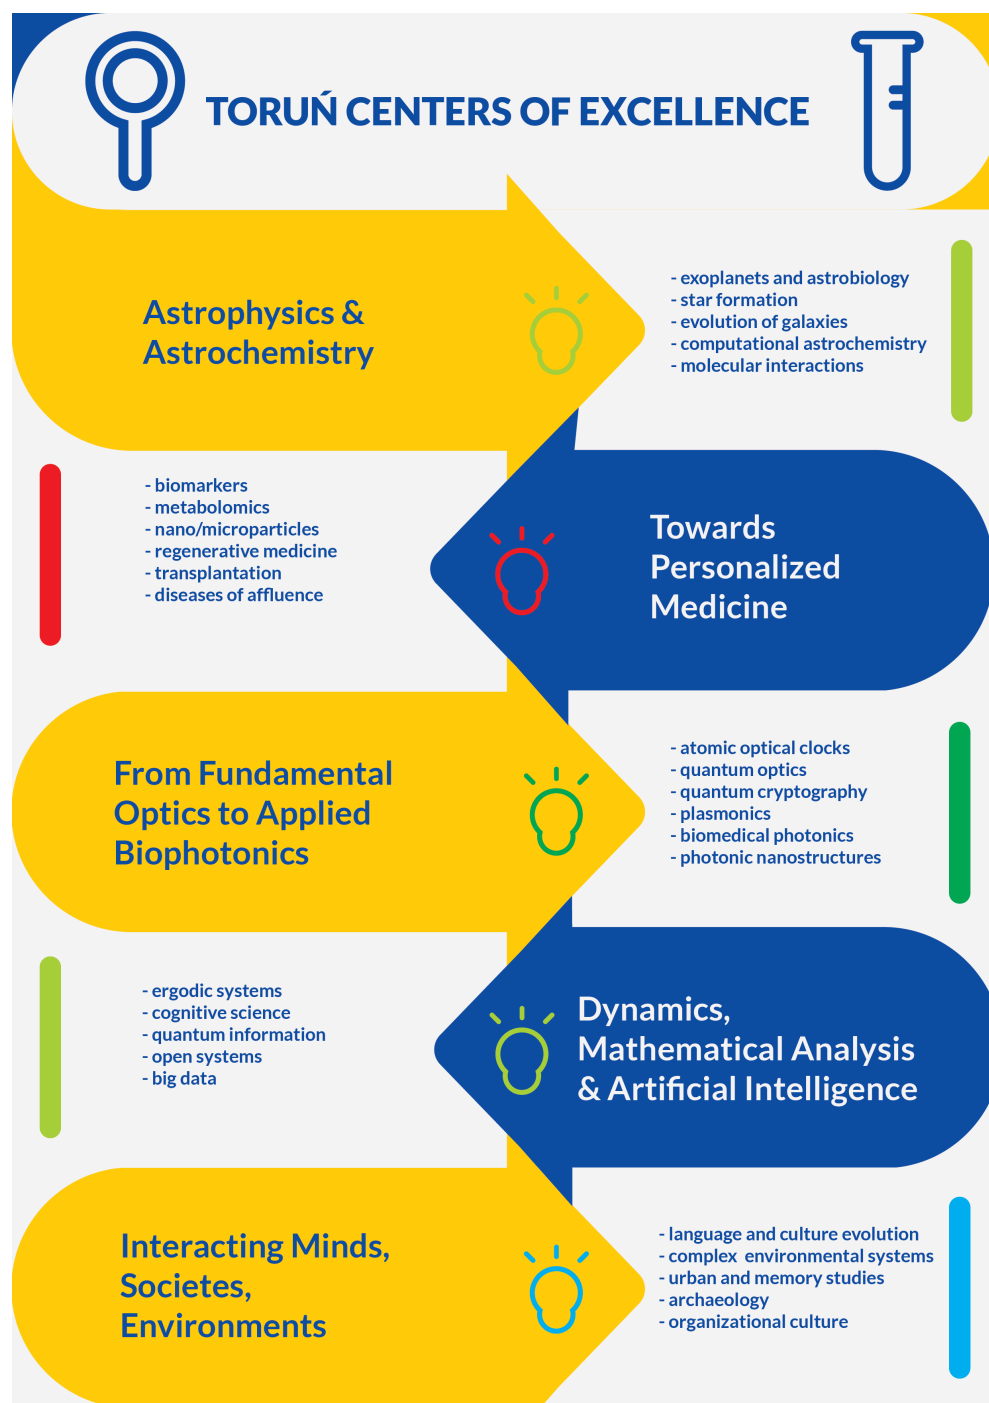 TORUŃ CENTERS OF EXCELLENCE
Astrophysics &
Astrochemistry
- exoplanets and astrobiology
- star formation
- evolution of galaxies
- computational astrochemistry
- molecular interactions
- biomarkers
- metabolomics
- nano/microparticles
- regenerative medicine
- transplantation
- diseases of affluence
Towards
Personalized
Medicine
From Fundamental
Optics to Applied
Biophotonics
- atomic optical clocks
- quantum optics
- quantum cryptography
- plasmonics
- biomedical photonics
- photonic nanostructures
- ergodic systems
- cognitive science
- quantum information
- open systems
- big data
Dynamics,
Mathematical Analysis
& Artificial Intelligence
Interacting Minds,
Societes,
Environments
- language and culture evolution
- complex  environmental systems
- urban and memory studies
- archaeology
- organizational culture